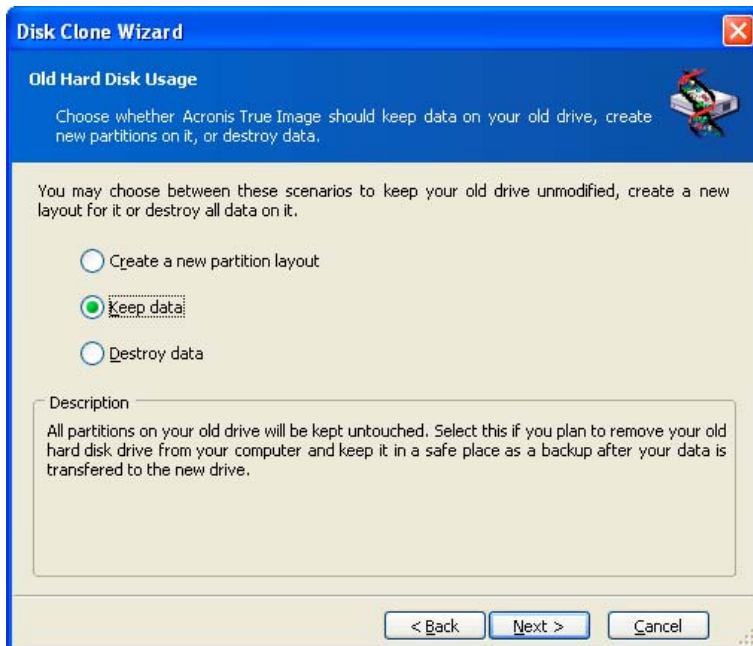 Disk Clone Wizard
Old Hard Disk Usage
Choose whether Acronis True Image should keep data on your old drive, create
new partitions on it, or destroy data.
You may choose between these scenarios to keep your old drive unmodified, create a new
layout for it or destroy all data on it.
Create a new partition layout
Keep data
Destroy data
Description
All partitions on your old drive will be kept untouched. Select this if you plan to remove your old
hard disk drive from your computer and keep it in a safe place as a backup after your data is
transfered to the new drive.
< Back Next > Cancel